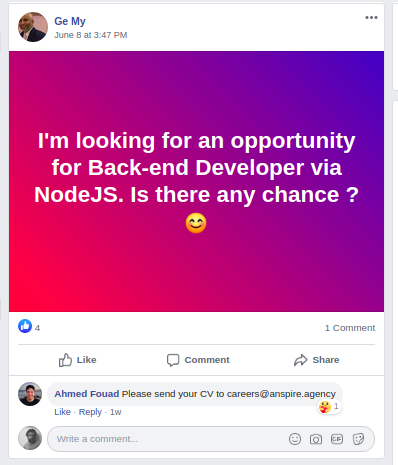 Ge My
June 8 at 3:47 PM
I'm looking for an opportunity
for Back-end Developer via
NodeJS. Is there any chance ?
😊
4
1 Comment
Like
Comment
Share
Ahmed Fouad Please send your CV to careers@anspire.agency
1
Like · Reply · 1w
Write a comment...
GIF